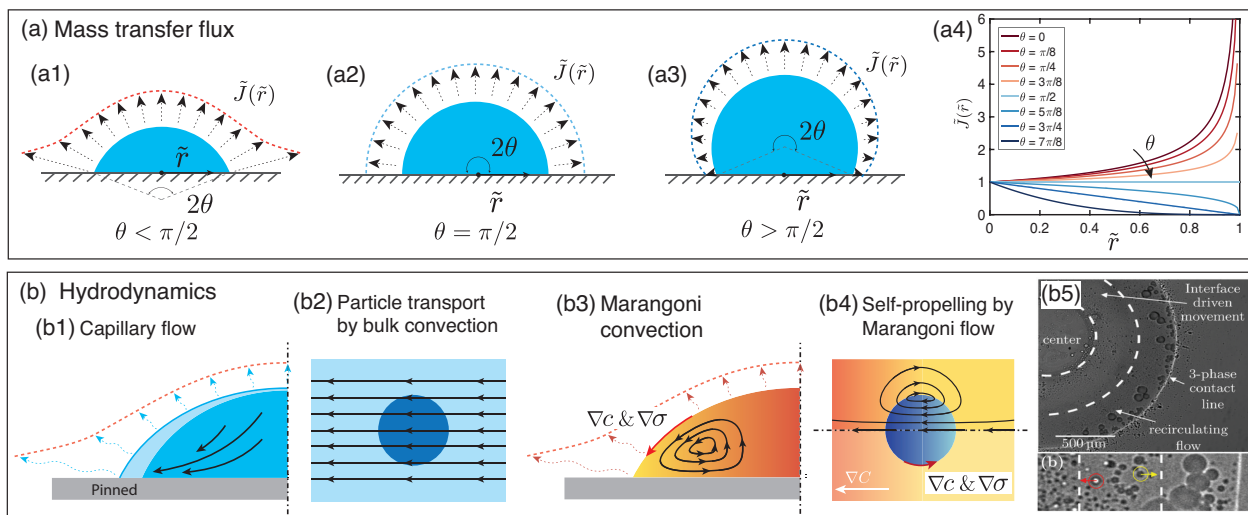 (a) Mass transfer flux
(a1)
J̃(r̃)
r̃
2θ
θ < π/2
(a2)
J̃(r̃)
2θ
r̃
θ = π/2
(a3)
J̃(r̃)
2θ
r̃
θ > π/2
(a4)
J̃(r̃)
6
5
4
3
2
1
0
θ = 0
θ = π/8
θ = π/4
θ = 3π/8
θ = π/2
θ = 5π/8
θ = 3π/4
θ = 7π/8
θ
0 0.2 0.4 0.6 0.8 1
r̃
(b) Hydrodynamics
(b1) Capillary flow
Pinned
(b2) Particle transport
by bulk convection
(b3) Marangoni
convection
∇c & ∇σ
(b4) Self-propelling by
Marangoni flow
∇C
∇c & ∇σ
(b5)
Interface
driven
movement
center
3-phase
contact
line
recirculating
flow
500 μm
(b)